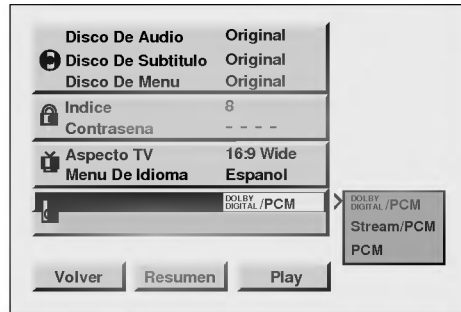 Disco De Audio Original
Disco De Subtitulo Original
Disco De Menu Original
Indice 8
Contrasena - - - -
Aspecto TV 16:9 Wide
Menu De Idioma Espanol
DOLBY DIGITAL /PCM
DOLBY DIGITAL /PCM
Stream/PCM
PCM
Volver Resumen Play